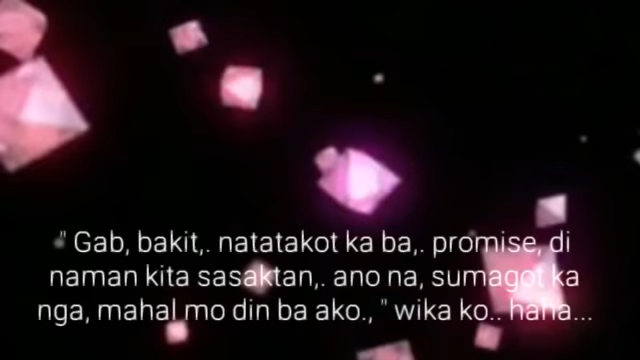 " Gab, bakit,. natatakot ka ba,. promise, di
naman kita sasaktan,. ano na, sumagot ka
nga, mahal mo din ba ako., " wika ko.. haha...